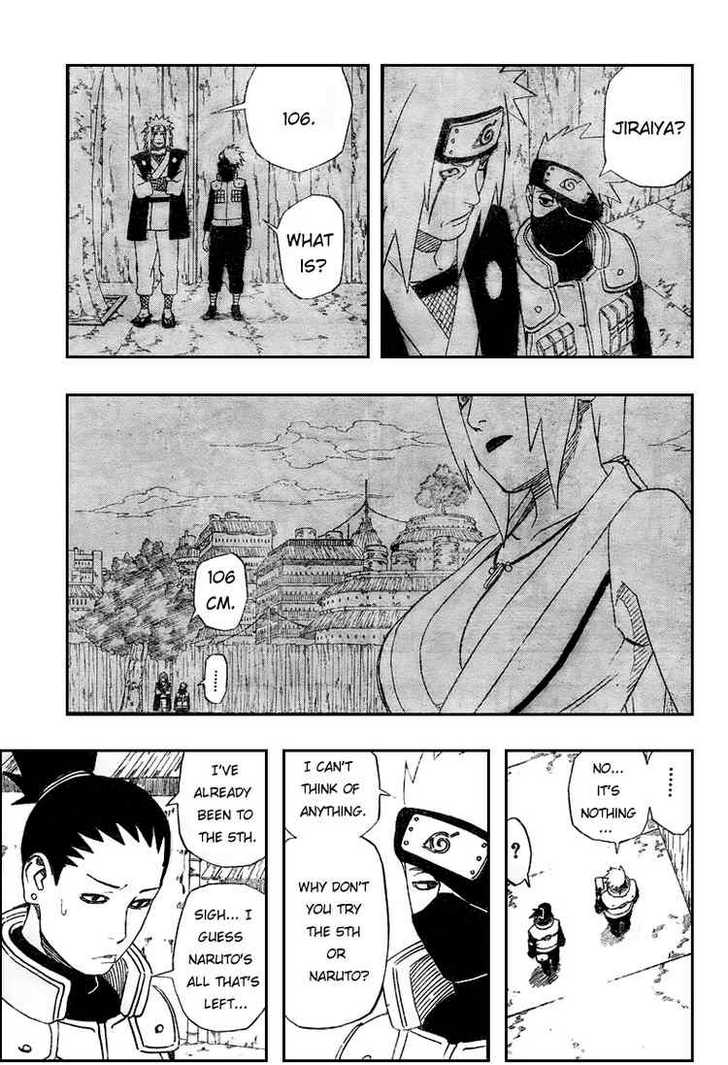 JIRAIYA?
106.
WHAT
IS?
106
CM.
......
......
NO...
IT'S
NOTHING
...
?
I CAN'T
THINK OF
ANYTHING.
WHY DON'T
YOU TRY
THE 5TH
OR
NARUTO?
I'VE
ALREADY
BEEN TO
THE 5TH.
SIGH... I
GUESS
NARUTO'S
ALL THAT'S
LEFT...